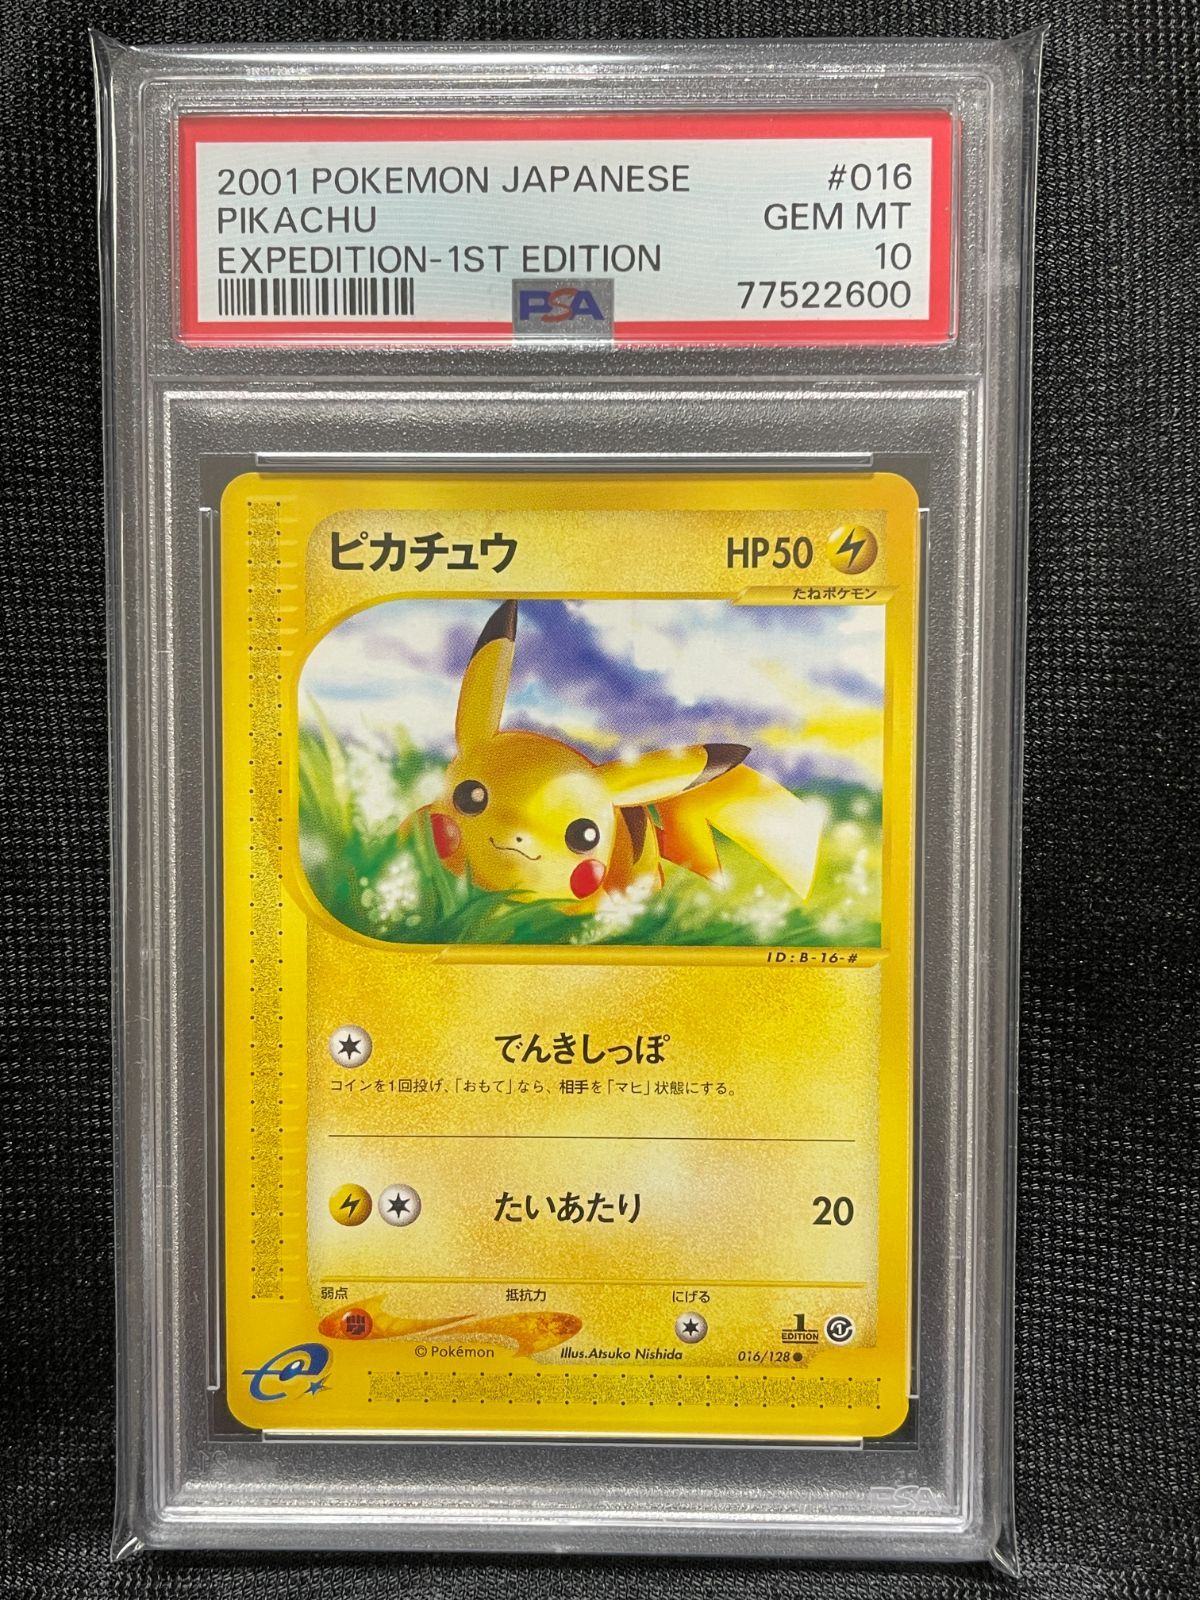 2001 POKEMON JAPANESE #016
PIKACHU GEM MT
EXPEDITION-1ST EDITION 10
PSA 77522600
ピカチュウ HP50
たねポケモン
ID:B-16-#
でんきしっぽ
コインを1回投げ、「おもて」なら、相手を「マヒ」状態にする。
たいあたり 20
弱点 抵抗力 にげる
1 EDITION 1
© Pokémon Illus.Atsuko Nishida 016/128●
e
PSA